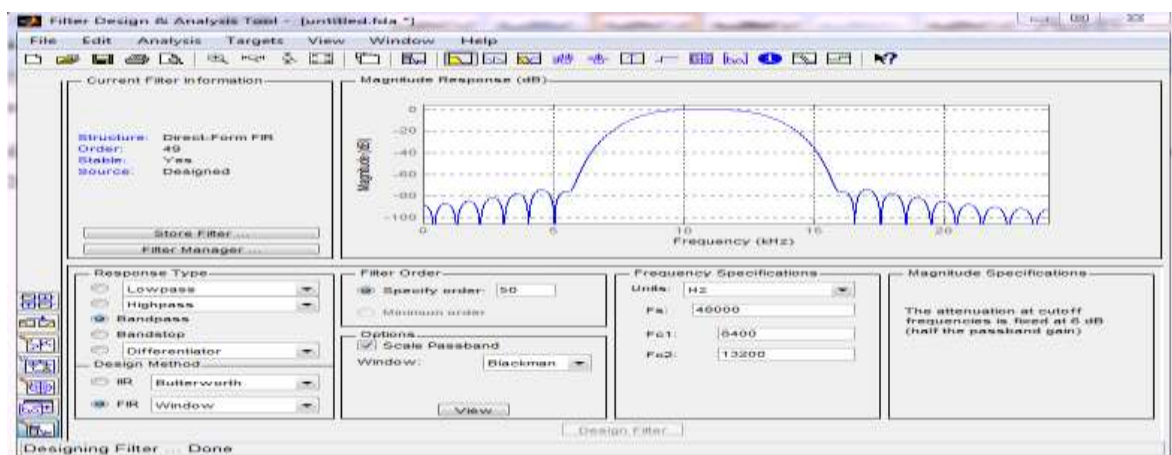 Filter Design & Analysis Tool - [untitled.fda *]
File Edit Analysis Targets View Window Help
Current Filter Information
Structure: Direct-Form FIR
Order: 49
Stable: Yes
Source: Designed
Store Filter ...
Filter Manager ...
Magnitude Response (dB)
Magnitude (dB)
0
-20
-40
-60
-80
-100
0 5 10 15 20
Frequency (kHz)
Response Type
Lowpass
Highpass
Bandpass
Bandstop
Differentiator
Design Method
IIR Butterworth
FIR Window
Filter Order
Specify order: 50
Minimum order
Options
Scale Passband
Window: Blackman
View
Frequency Specifications
Units: Hz
Fs: 48000
Fc1: 8400
Fc2: 13200
Magnitude Specifications
The attenuation at cutoff
frequencies is fixed at 6 dB
(half the passband gain)
Design Filter
Designing Filter ... Done